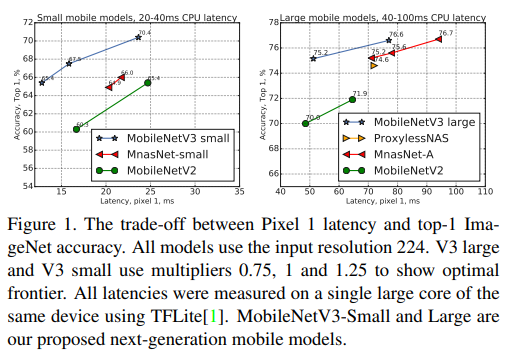 Small mobile models, 20-40ms CPU latency
72
70
68
66
64
62
60
58
56
54
Accuracy, Top 1, %
70.4
67.5
65.4
64.9
66.0
65.4
60.3
MobileNetV3 small
MnasNet-small
MobileNetV2
15
20
25
30
35
Latency, pixel 1, ms
Large mobile models, 40-100ms CPU latency
78
76
74
72
70
68
66
Accuracy, Top 1, %
75.2
76.6
75.2
75.6
76.7
74.6
70.0
71.9
MobileNetV3 large
ProxylessNAS
MnasNet-A
MobileNetV2
40
50
60
70
80
90
100
110
Latency, pixel 1, ms
Figure 1. The trade-off between Pixel 1 latency and top-1 Ima-
geNet accuracy. All models use the input resolution 224. V3 large
and V3 small use multipliers 0.75, 1 and 1.25 to show optimal
frontier. All latencies were measured on a single large core of the
same device using TFLite[1]. MobileNetV3-Small and Large are
our proposed next-generation mobile models.